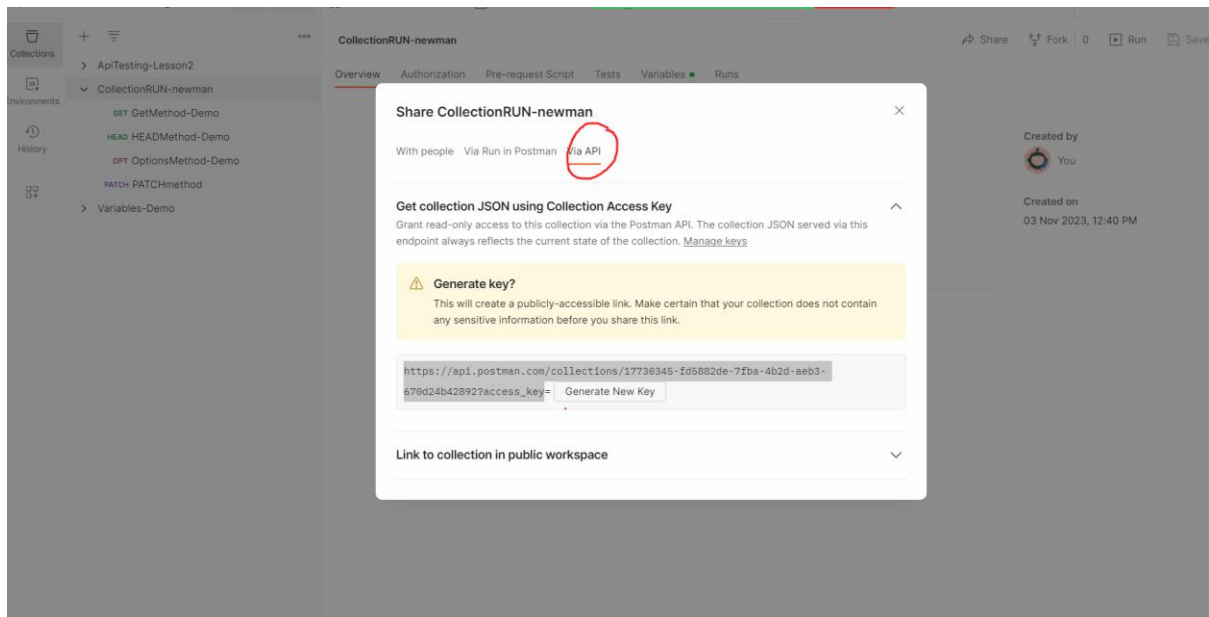 Collections
Environments
History
ApiTesting-Lesson2
CollectionRUN-newman
GET GetMethod-Demo
HEAD HEADMethod-Demo
OPT OptionsMethod-Demo
PATCH PATCHmethod
Variables-Demo
CollectionRUN-newman
Share Fork 0 Run Save
Overview Authorization Pre-request Script Tests Variables Runs
Share CollectionRUN-newman
With people Via Run in Postman Via API
Get collection JSON using Collection Access Key
Grant read-only access to this collection via the Postman API. The collection JSON served via this
endpoint always reflects the current state of the collection. Manage keys
Generate key?
This will create a publicly-accessible link. Make certain that your collection does not contain
any sensitive information before you share this link.
https://api.postman.com/collections/17730345-fd5882de-7fba-4b2d-aeb3-
670d24b42892?access_key= Generate New Key
Link to collection in public workspace
Created by
You
Created on
03 Nov 2023, 12:40 PM